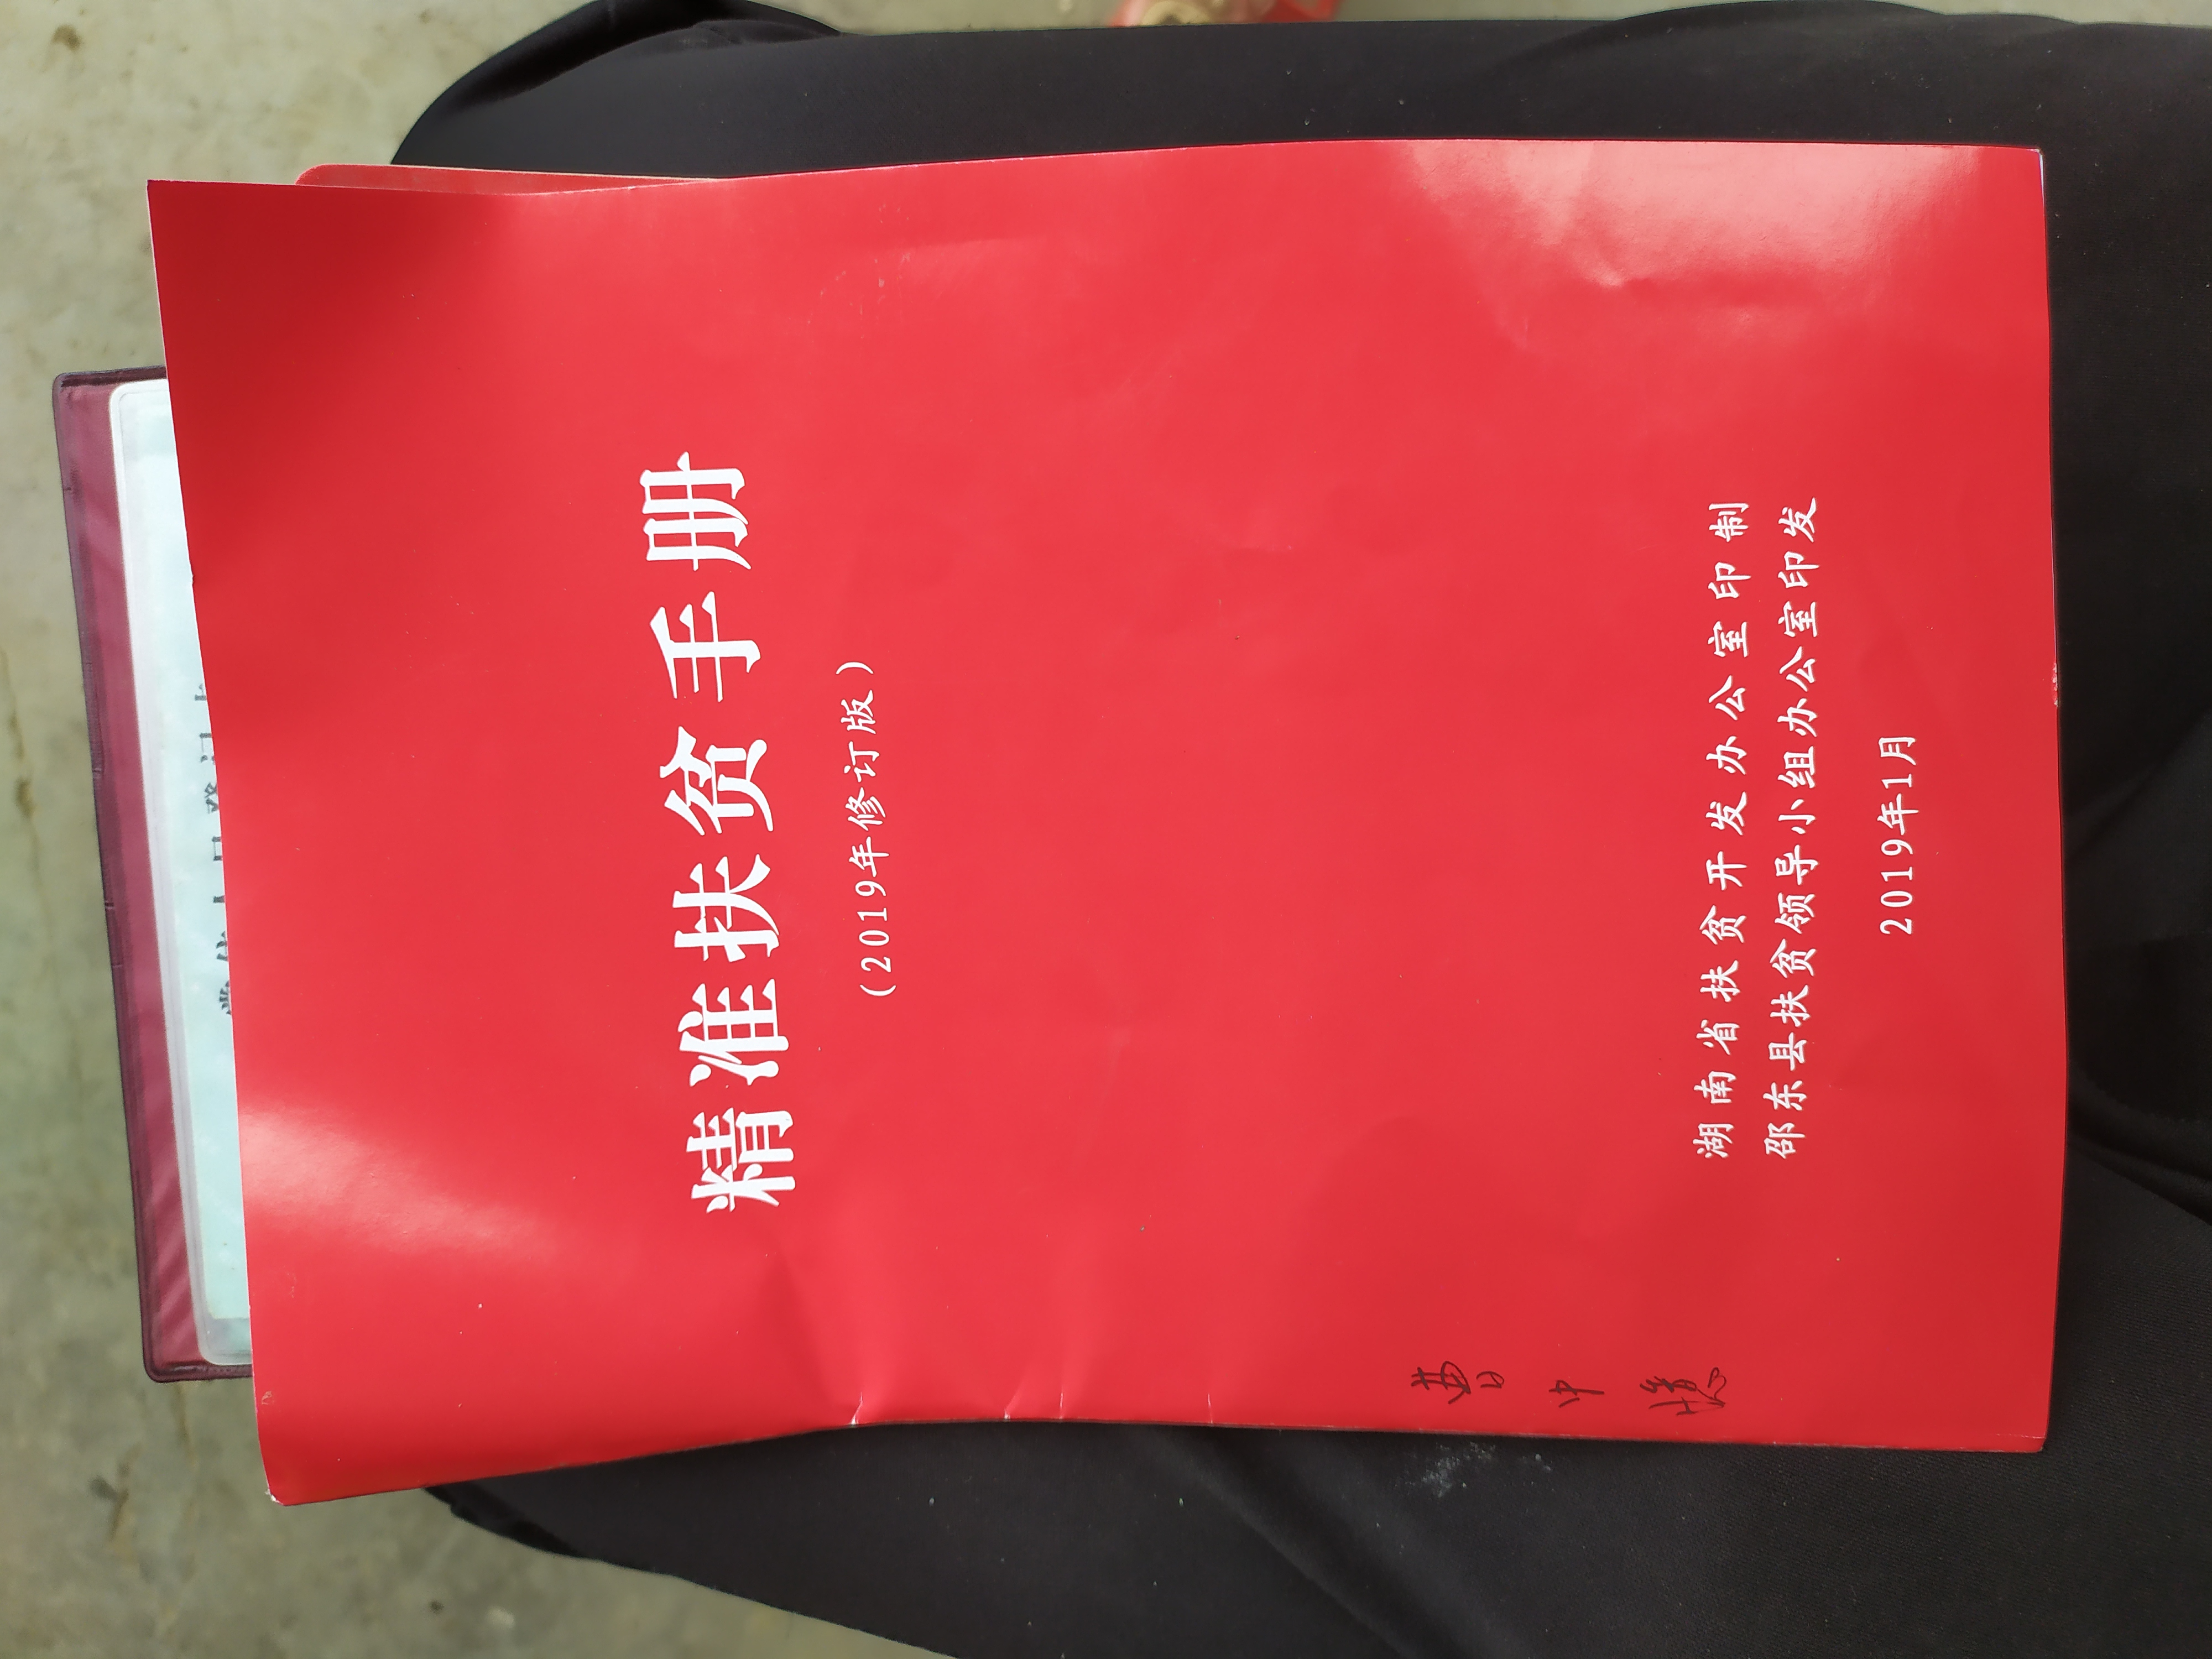 精准扶贫手册
（2019年修订版）
湖南省扶贫开发办公室印制
邵东县扶贫领导小组办公室印发
2019年1月
曹中